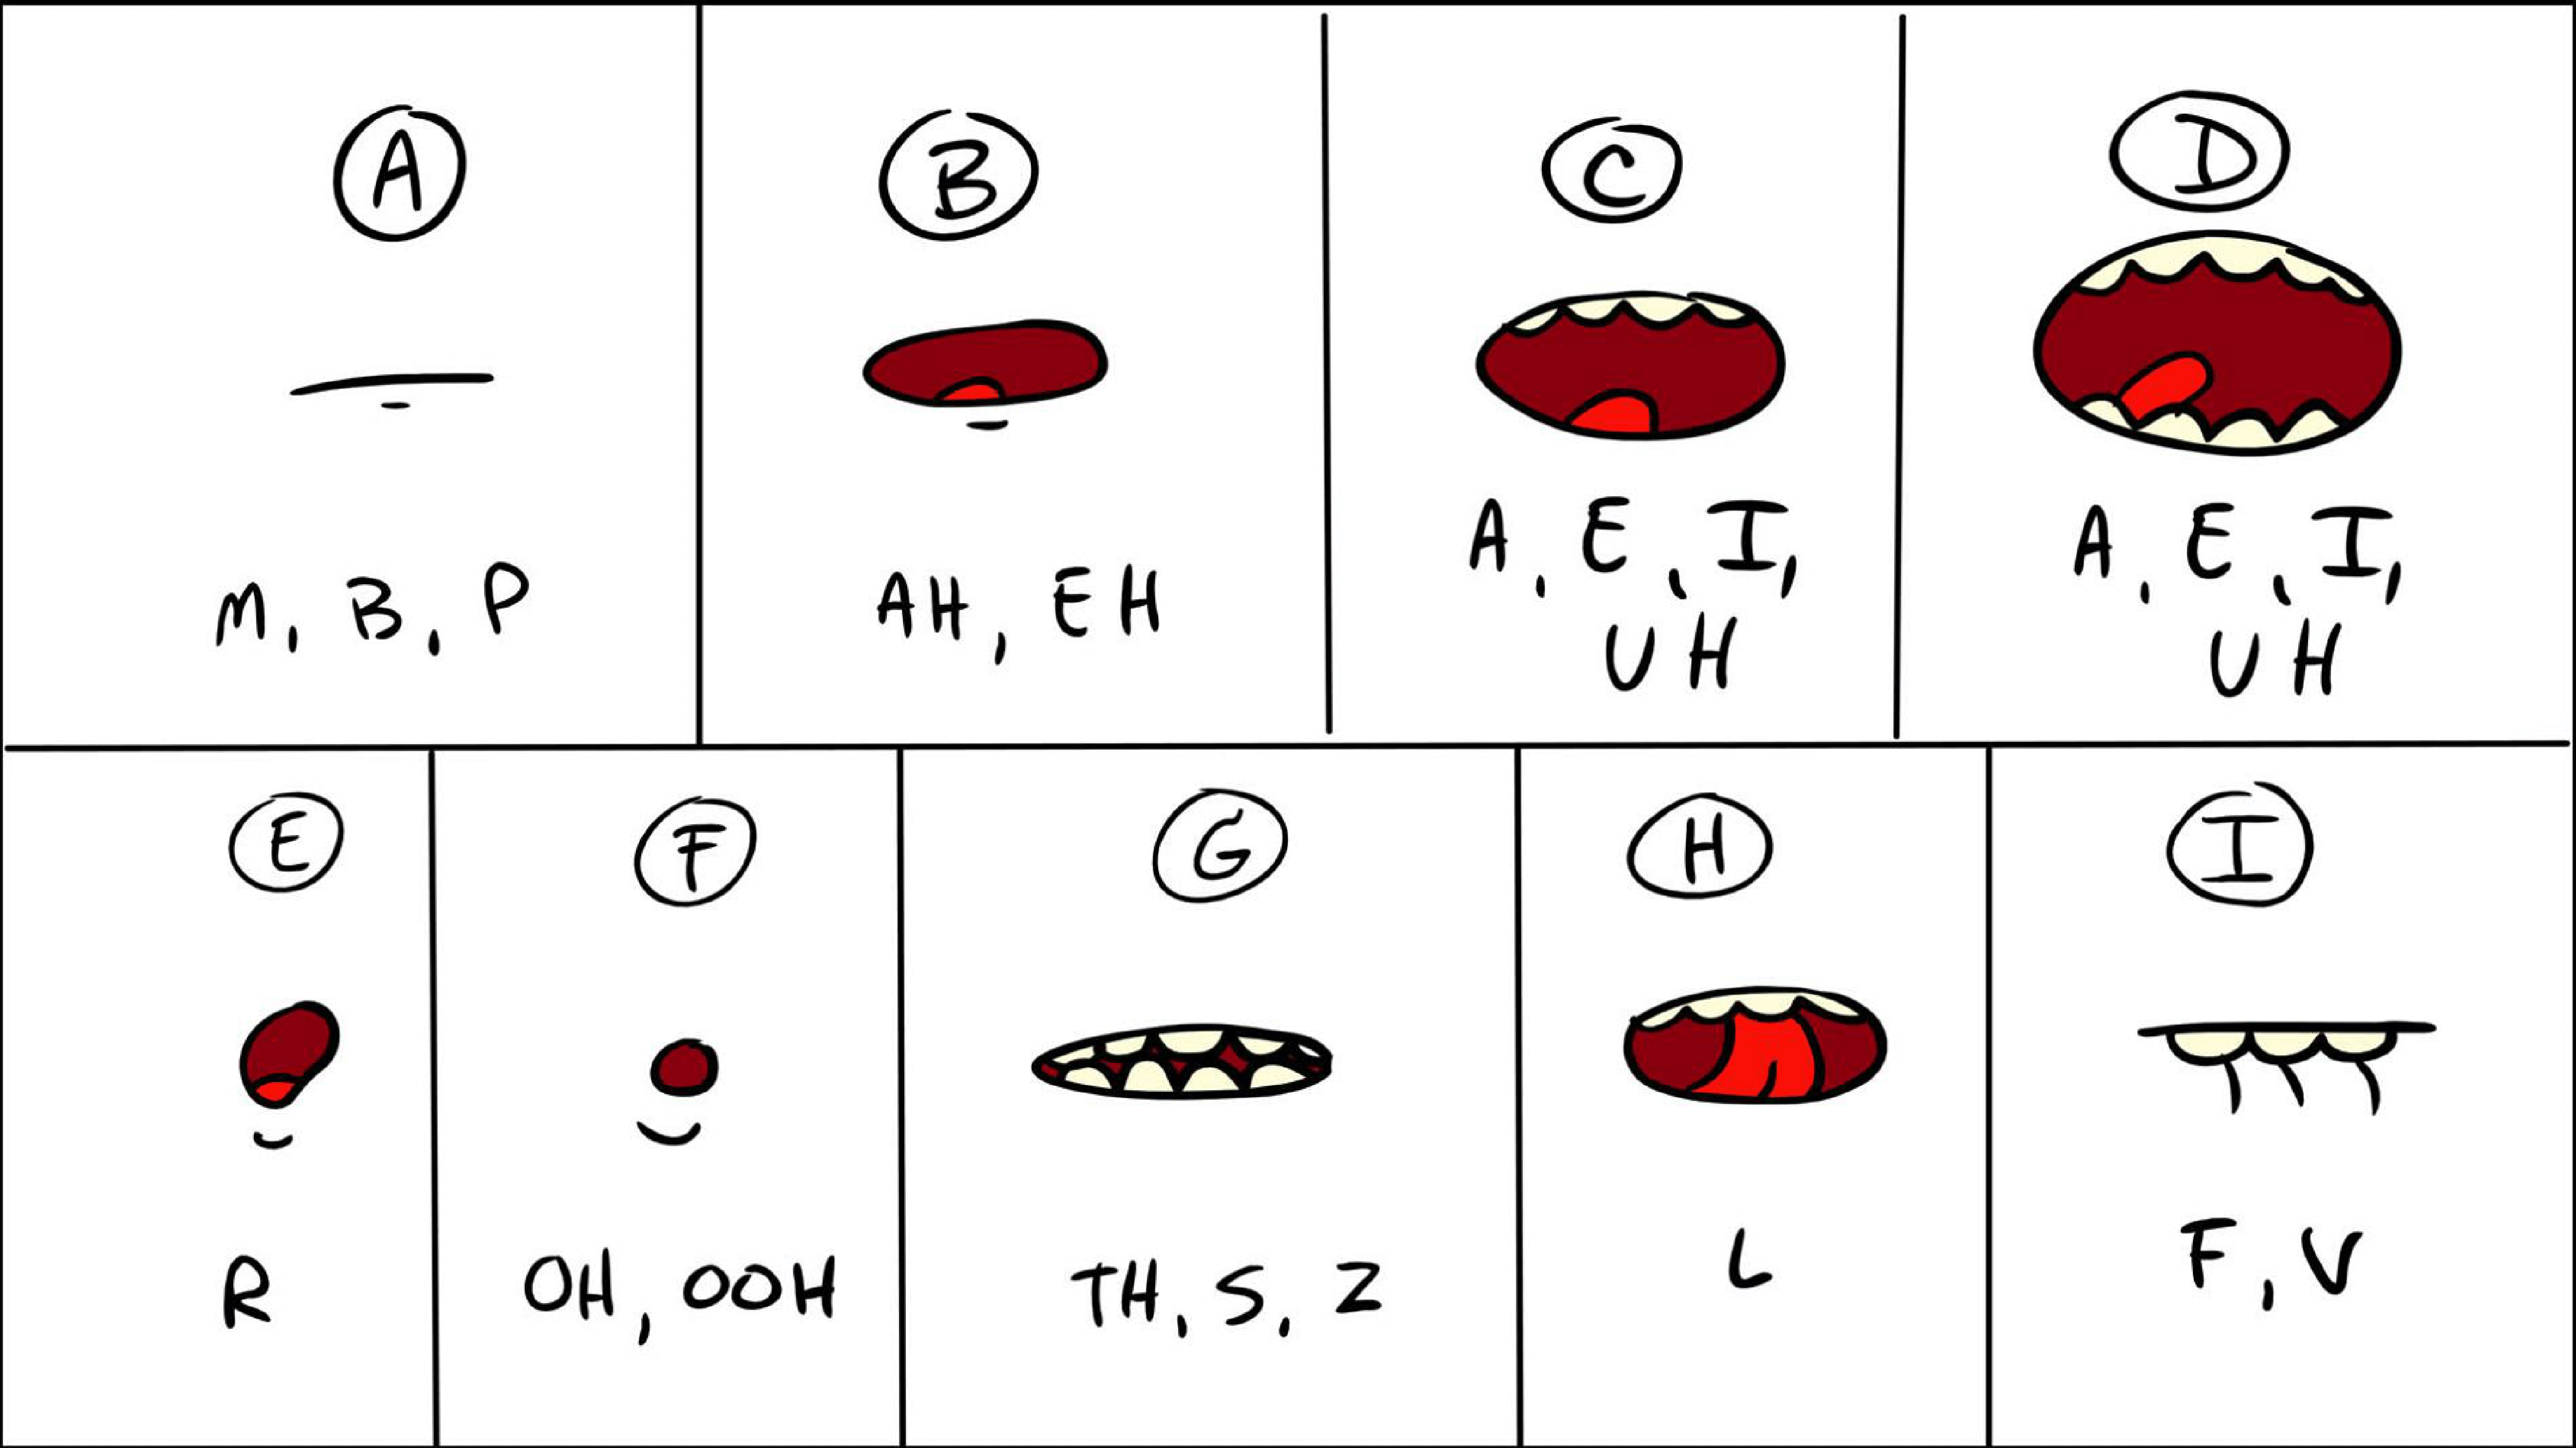 A
M, B, P
B
AH, EH
C
A, E, I,
UH
D
A, E, I,
UH
E
R
F
OH, OOH
G
TH, S, Z
H
L
I
F, V